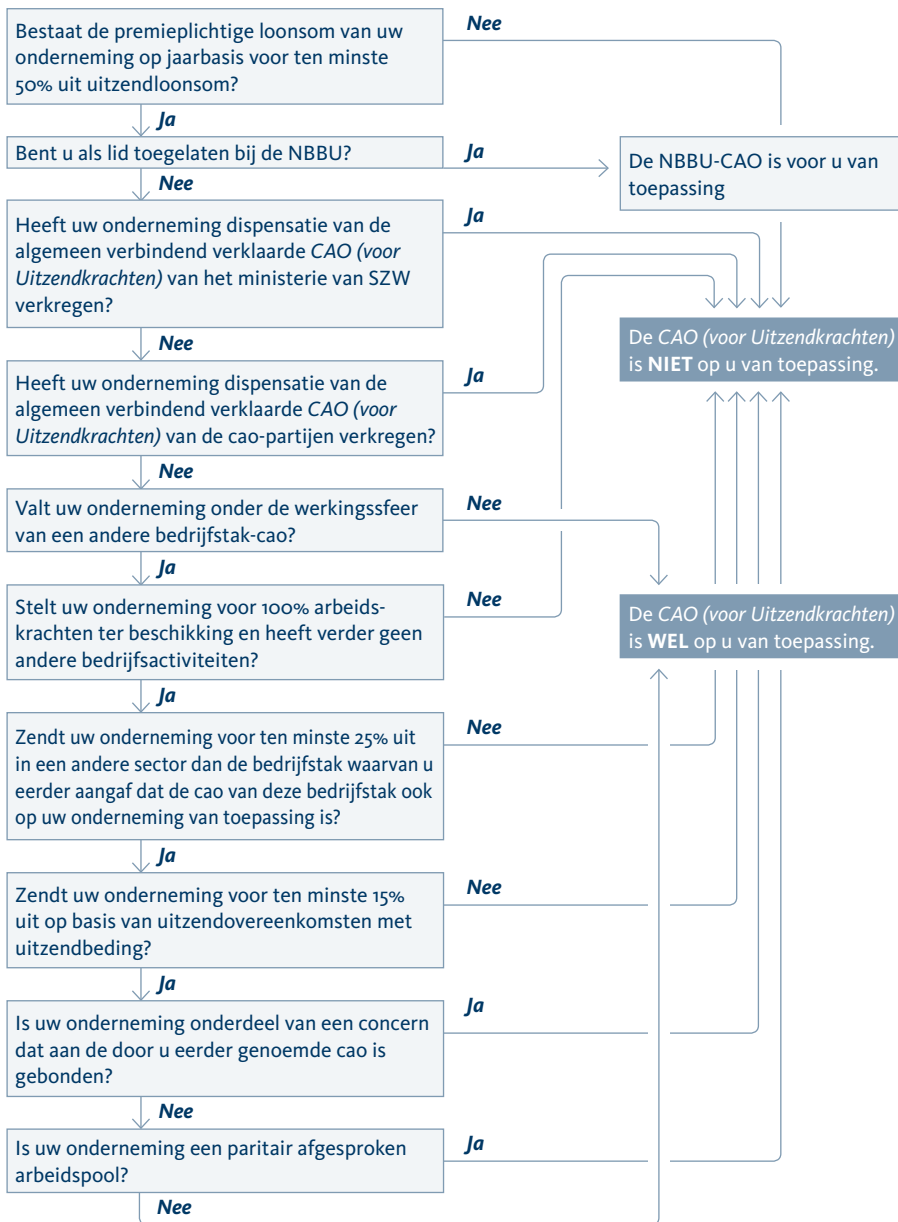 Bestaat de premieplichtige loonsom van uw
onderneming op jaarbasis voor ten minste
50% uit uitzendloonsom?
Nee
Ja
Bent u als lid toegelaten bij de NBBU?
Ja
De NBBU-CAO is voor u van
toepassing
Nee
Heeft uw onderneming dispensatie van de
algemeen verbindend verklaarde CAO (voor
Uitzendkrachten) van het ministerie van SZW
verkregen?
Ja
De CAO (voor Uitzendkrachten)
is NIET op u van toepassing.
Nee
Heeft uw onderneming dispensatie van de
algemeen verbindend verklaarde CAO (voor
Uitzendkrachten) van de cao-partijen verkregen?
Ja
Nee
Valt uw onderneming onder de werkingssfeer
van een andere bedrijfstak-cao?
Nee
Ja
Stelt uw onderneming voor 100% arbeids-
krachten ter beschikking en heeft verder geen
andere bedrijfsactiviteiten?
Nee
De CAO (voor Uitzendkrachten)
is WEL op u van toepassing.
Ja
Zendt uw onderneming voor ten minste 25% uit
in een andere sector dan de bedrijfstak waarvan u
eerder aangaf dat de cao van deze bedrijfstak ook
op uw onderneming van toepassing is?
Nee
Ja
Zendt uw onderneming voor ten minste 15%
uit op basis van uitzendovereenkomsten met
uitzendbeding?
Nee
Ja
Is uw onderneming onderdeel van een concern
dat aan de door u eerder genoemde cao is
gebonden?
Ja
Nee
Is uw onderneming een paritair afgesproken
arbeidspool?
Ja
Nee